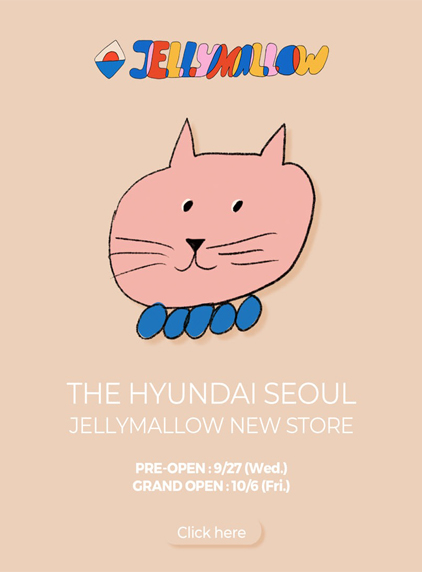 JELLYMALLOW
THE HYUNDAI SEOUL
JELLYMALLOW NEW STORE
PRE-OPEN : 9/27 (Wed.)
GRAND OPEN : 10/6 (Fri.)
Click here